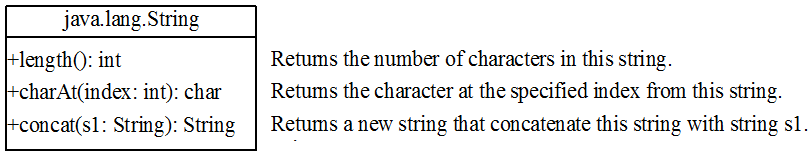 java.lang.String
+length(): int Returns the number of characters in this string.
+charAt(index: int): char Returns the character at the specified index from this string.
+concat(s1: String): String Returns a new string that concatenate this string with string s1.